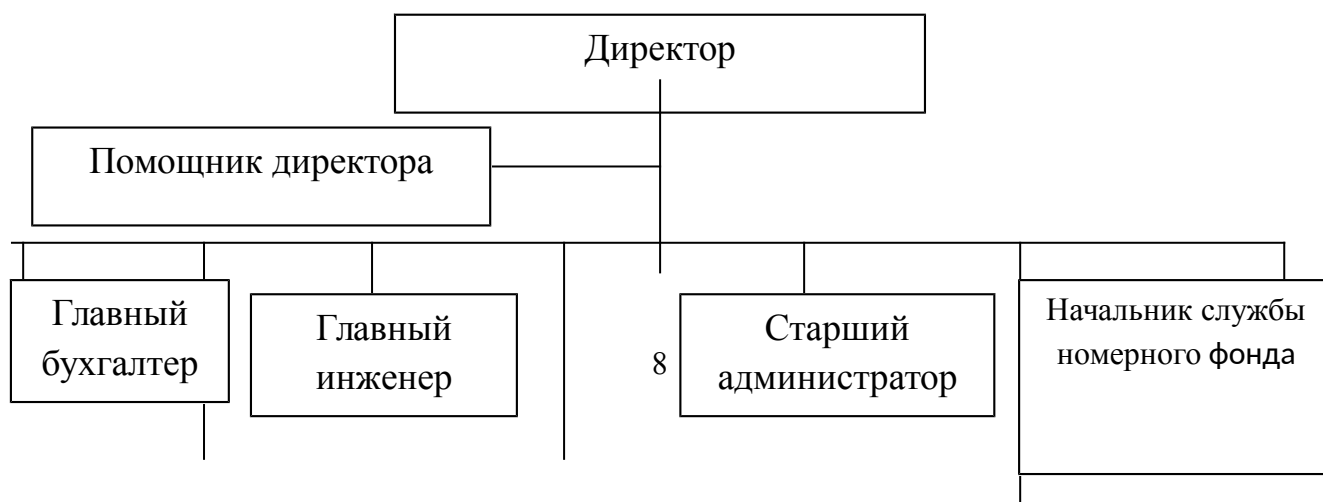 Директор
Помощник директора
Главный
бухгалтер
Главный
инженер
8
Старший
администратор
Начальник службы
номерного фонда